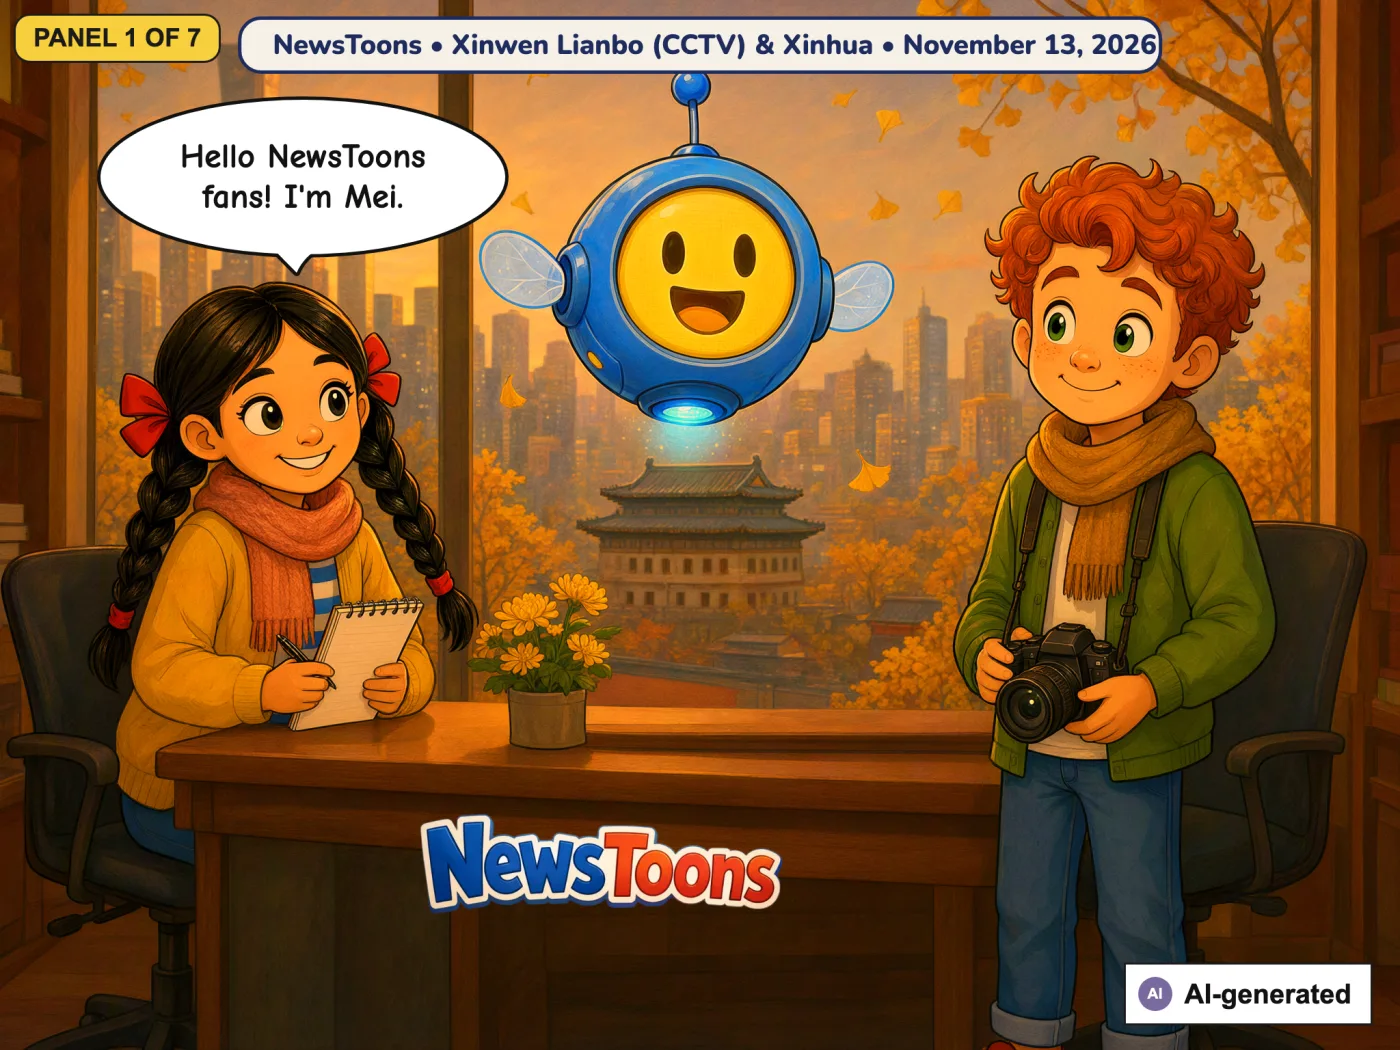 PANEL 1 OF 7
NewsToons • Xinwen Lianbo (CCTV) & Xinhua • November 13, 2026
Hello NewsToons
fans! I'm Mei.
NewsToons
AI AI-generated